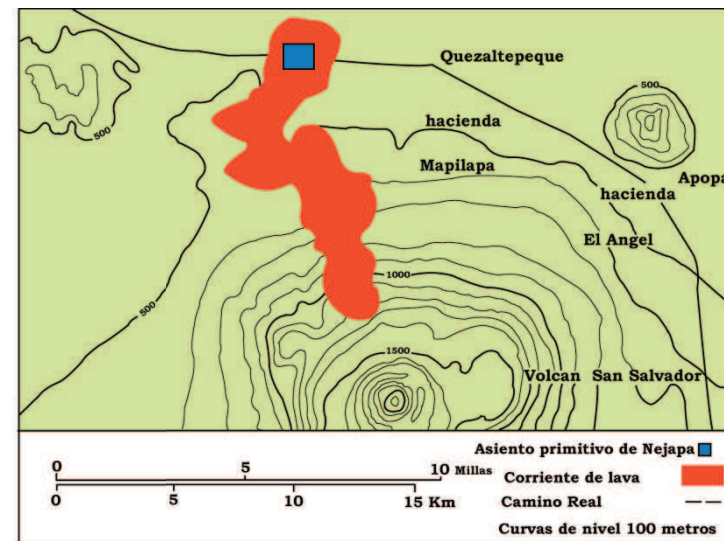 Quezaltepeque
500
500
hacienda
Mapilapa
Apopa
hacienda
El Angel
1000
500
1500
Volcan San Salvador
Asiento primitivo de Nejapa
0 5 10 Millas
Corriente de lava
0 5 10 15 Km
Camino Real
Curvas de nivel 100 metros